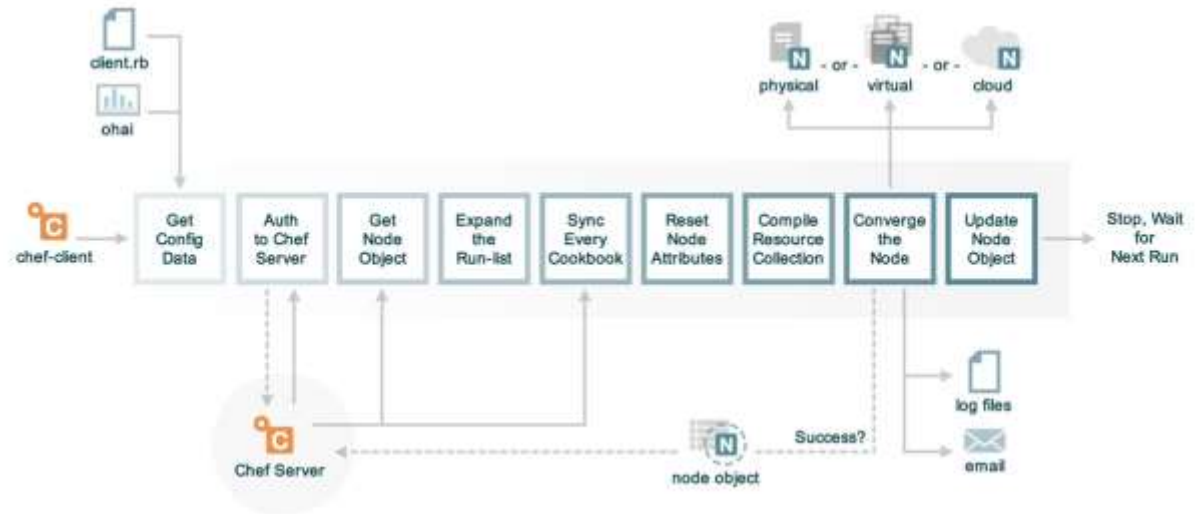 client.rb
ohai
physical - or - virtual - or - cloud
N
N
N
C
chef-client
Get
Config
Data
Auth
to Chef
Server
Get
Node
Object
Expand
the
Run-list
Sync
Every
Cookbook
Reset
Node
Attributes
Compile
Resource
Collection
Converge
the
Node
Update
Node
Object
Stop, Wait
for
Next Run
C
Chef Server
N
node object
Success?
log files
email